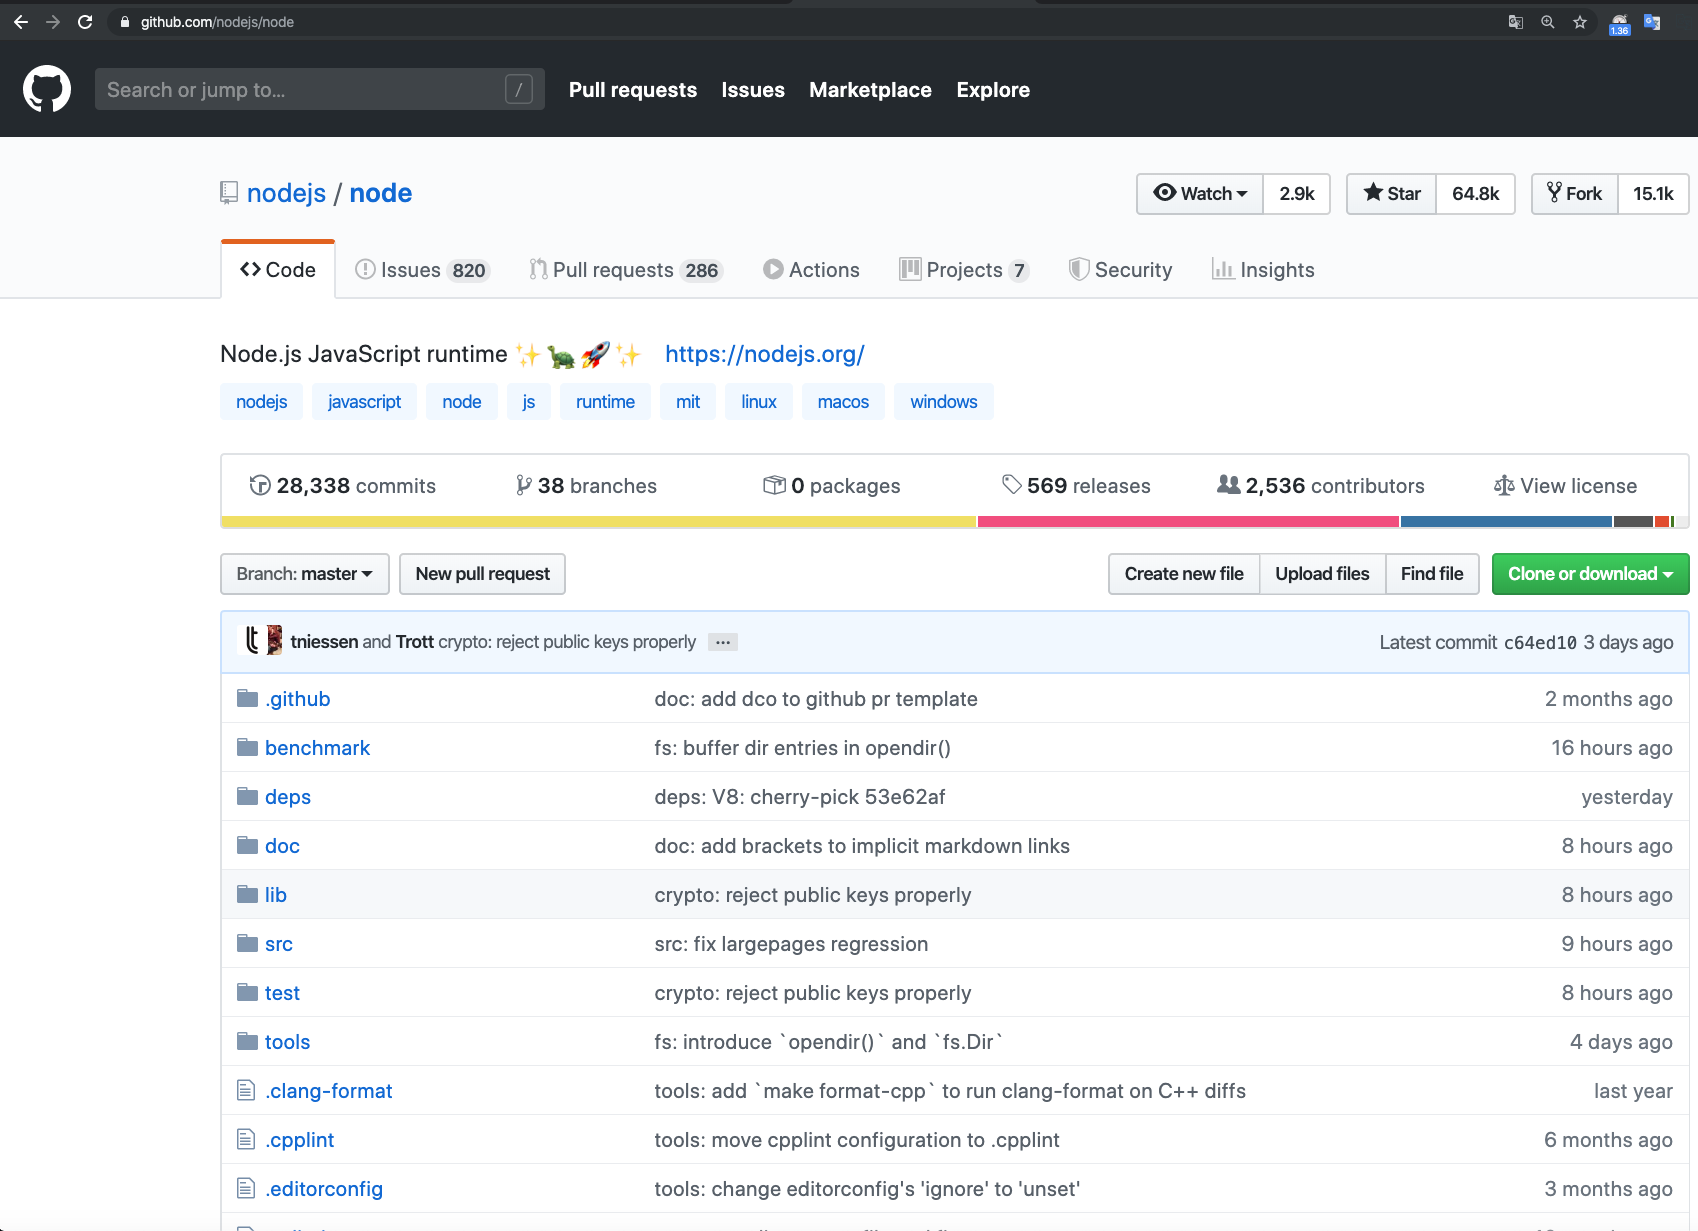 github.com/nodejs/node
1.36
Search or jump to... /
Pull requests Issues Marketplace Explore
nodejs / node
Watch 2.9k Star 64.8k Fork 15.1k
Code Issues 820 Pull requests 286 Actions Projects 7 Security Insights
Node.js JavaScript runtime ✨🐢🚀✨ https://nodejs.org/
nodejs javascript node js runtime mit linux macos windows
28,338 commits 38 branches 0 packages 569 releases 2,536 contributors View license
Branch: master New pull request Create new file Upload files Find file Clone or download
tniessen and Trott crypto: reject public keys properly ... Latest commit c64ed10 3 days ago
.github doc: add dco to github pr template 2 months ago
benchmark fs: buffer dir entries in opendir() 16 hours ago
deps deps: V8: cherry-pick 53e62af yesterday
doc doc: add brackets to implicit markdown links 8 hours ago
lib crypto: reject public keys properly 8 hours ago
src src: fix largepages regression 9 hours ago
test crypto: reject public keys properly 8 hours ago
tools fs: introduce `opendir()` and `fs.Dir` 4 days ago
.clang-format tools: add `make format-cpp` to run clang-format on C++ diffs last year
.cpplint tools: move cpplint configuration to .cpplint 6 months ago
.editorconfig tools: change editorconfig's 'ignore' to 'unset' 3 months ago